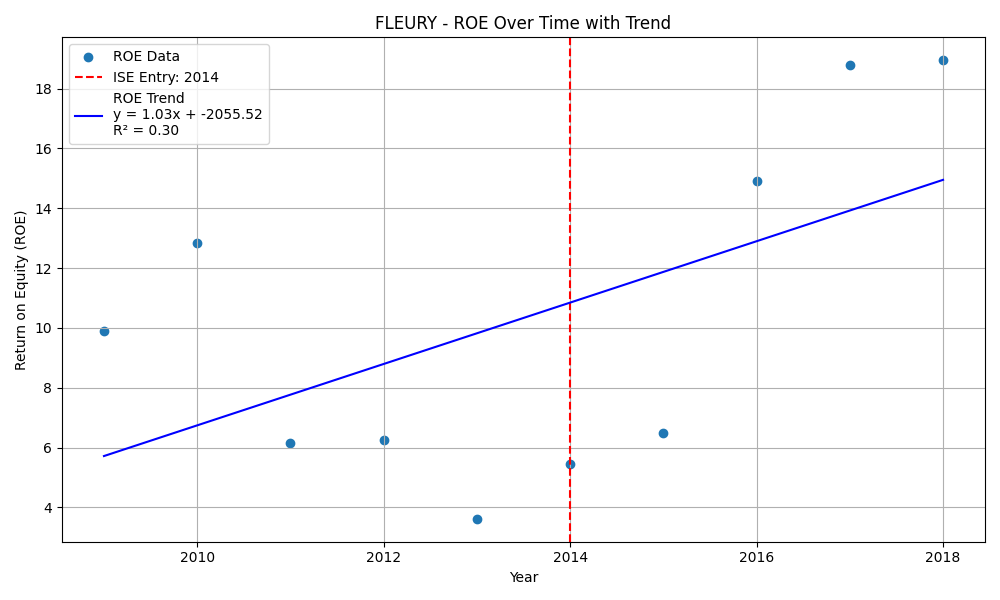 FLEURY - ROE Over Time with Trend
ROE Data
ISE Entry: 2014
ROE Trend
y = 1.03x + -2055.52
R² = 0.30
Return on Equity (ROE)
18
16
14
12
10
8
6
4
2010
2012
2014
2016
2018
Year